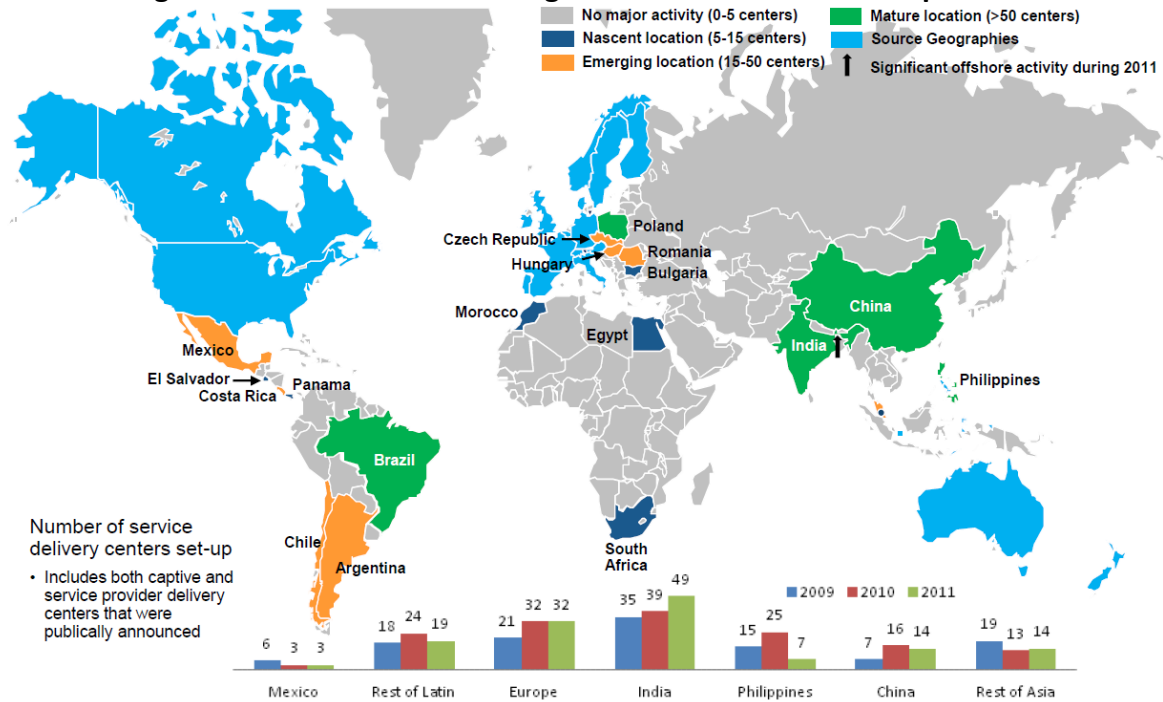 No major activity (0-5 centers)
Nascent location (5-15 centers)
Emerging location (15-50 centers)
Mature location (>50 centers)
Source Geographies
Significant offshore activity during 2011
Poland
Czech Republic
Romania
Hungary
Bulgaria
Morocco
Egypt
China
India
Philippines
Mexico
El Salvador
Panama
Costa Rica
Brazil
Chile
Argentina
South
Africa
Number of service
delivery centers set-up
• Includes both captive and
service provider delivery
centers that were
publically announced
2009 2010 2011
6 3 3
18 24 19
21 32 32
35 39 49
15 25 7
7 16 14
19 13 14
Mexico Rest of Latin Europe India Philippines China Rest of Asia